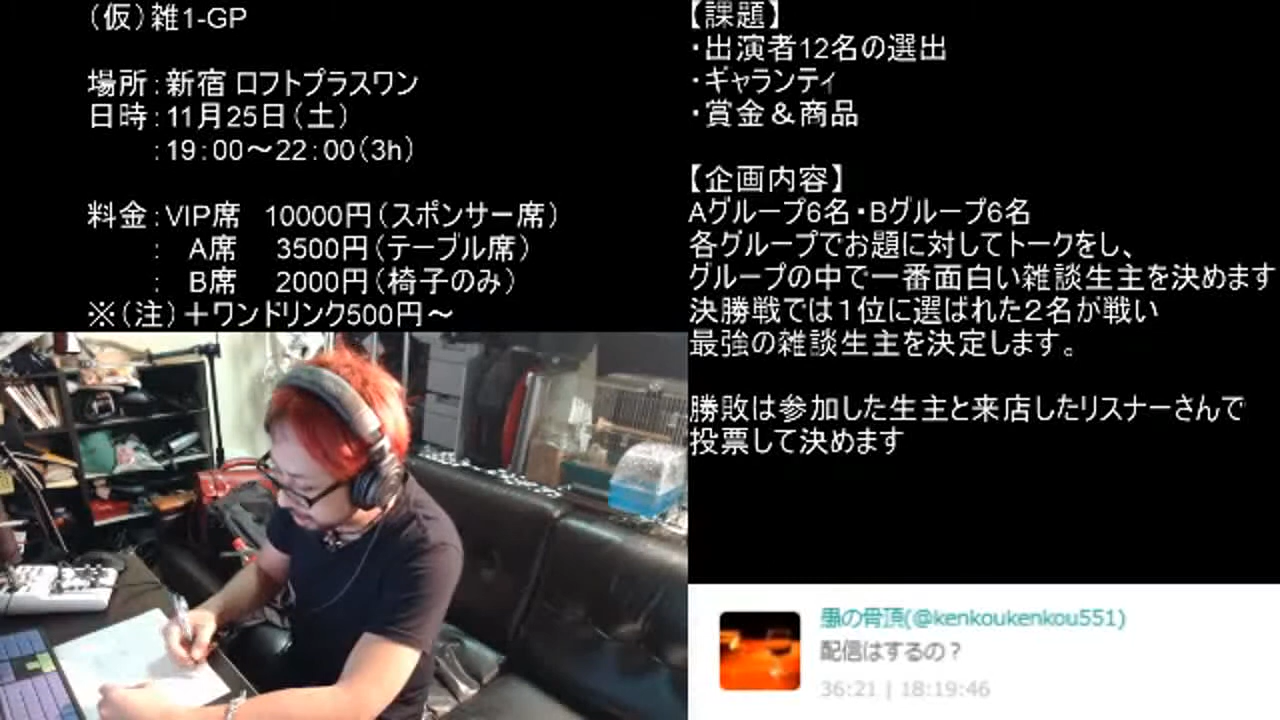 （仮）雑1-GP
場所：新宿 ロフトプラスワン
日時：11月25日（土）
：19：00〜22：00（3h）
料金：VIP席 10000円（スポンサー席）
： A席 3500円（テーブル席）
： B席 2000円（椅子のみ）
※（注）＋ワンドリンク500円〜
【課題】
・出演者12名の選出
・ギャランティ
・賞金＆商品
【企画内容】
Aグループ6名・Bグループ6名
各グループでお題に対してトークをし、
グループの中で一番面白い雑談生主を決めます
決勝戦では１位に選ばれた２名が戦い
最強の雑談生主を決定します。
勝敗は参加した生主と来店したリスナーさんで
投票して決めます
愚の骨頂(@kenkoukenkou551)
配信はするの？
36:21 | 18:19:46